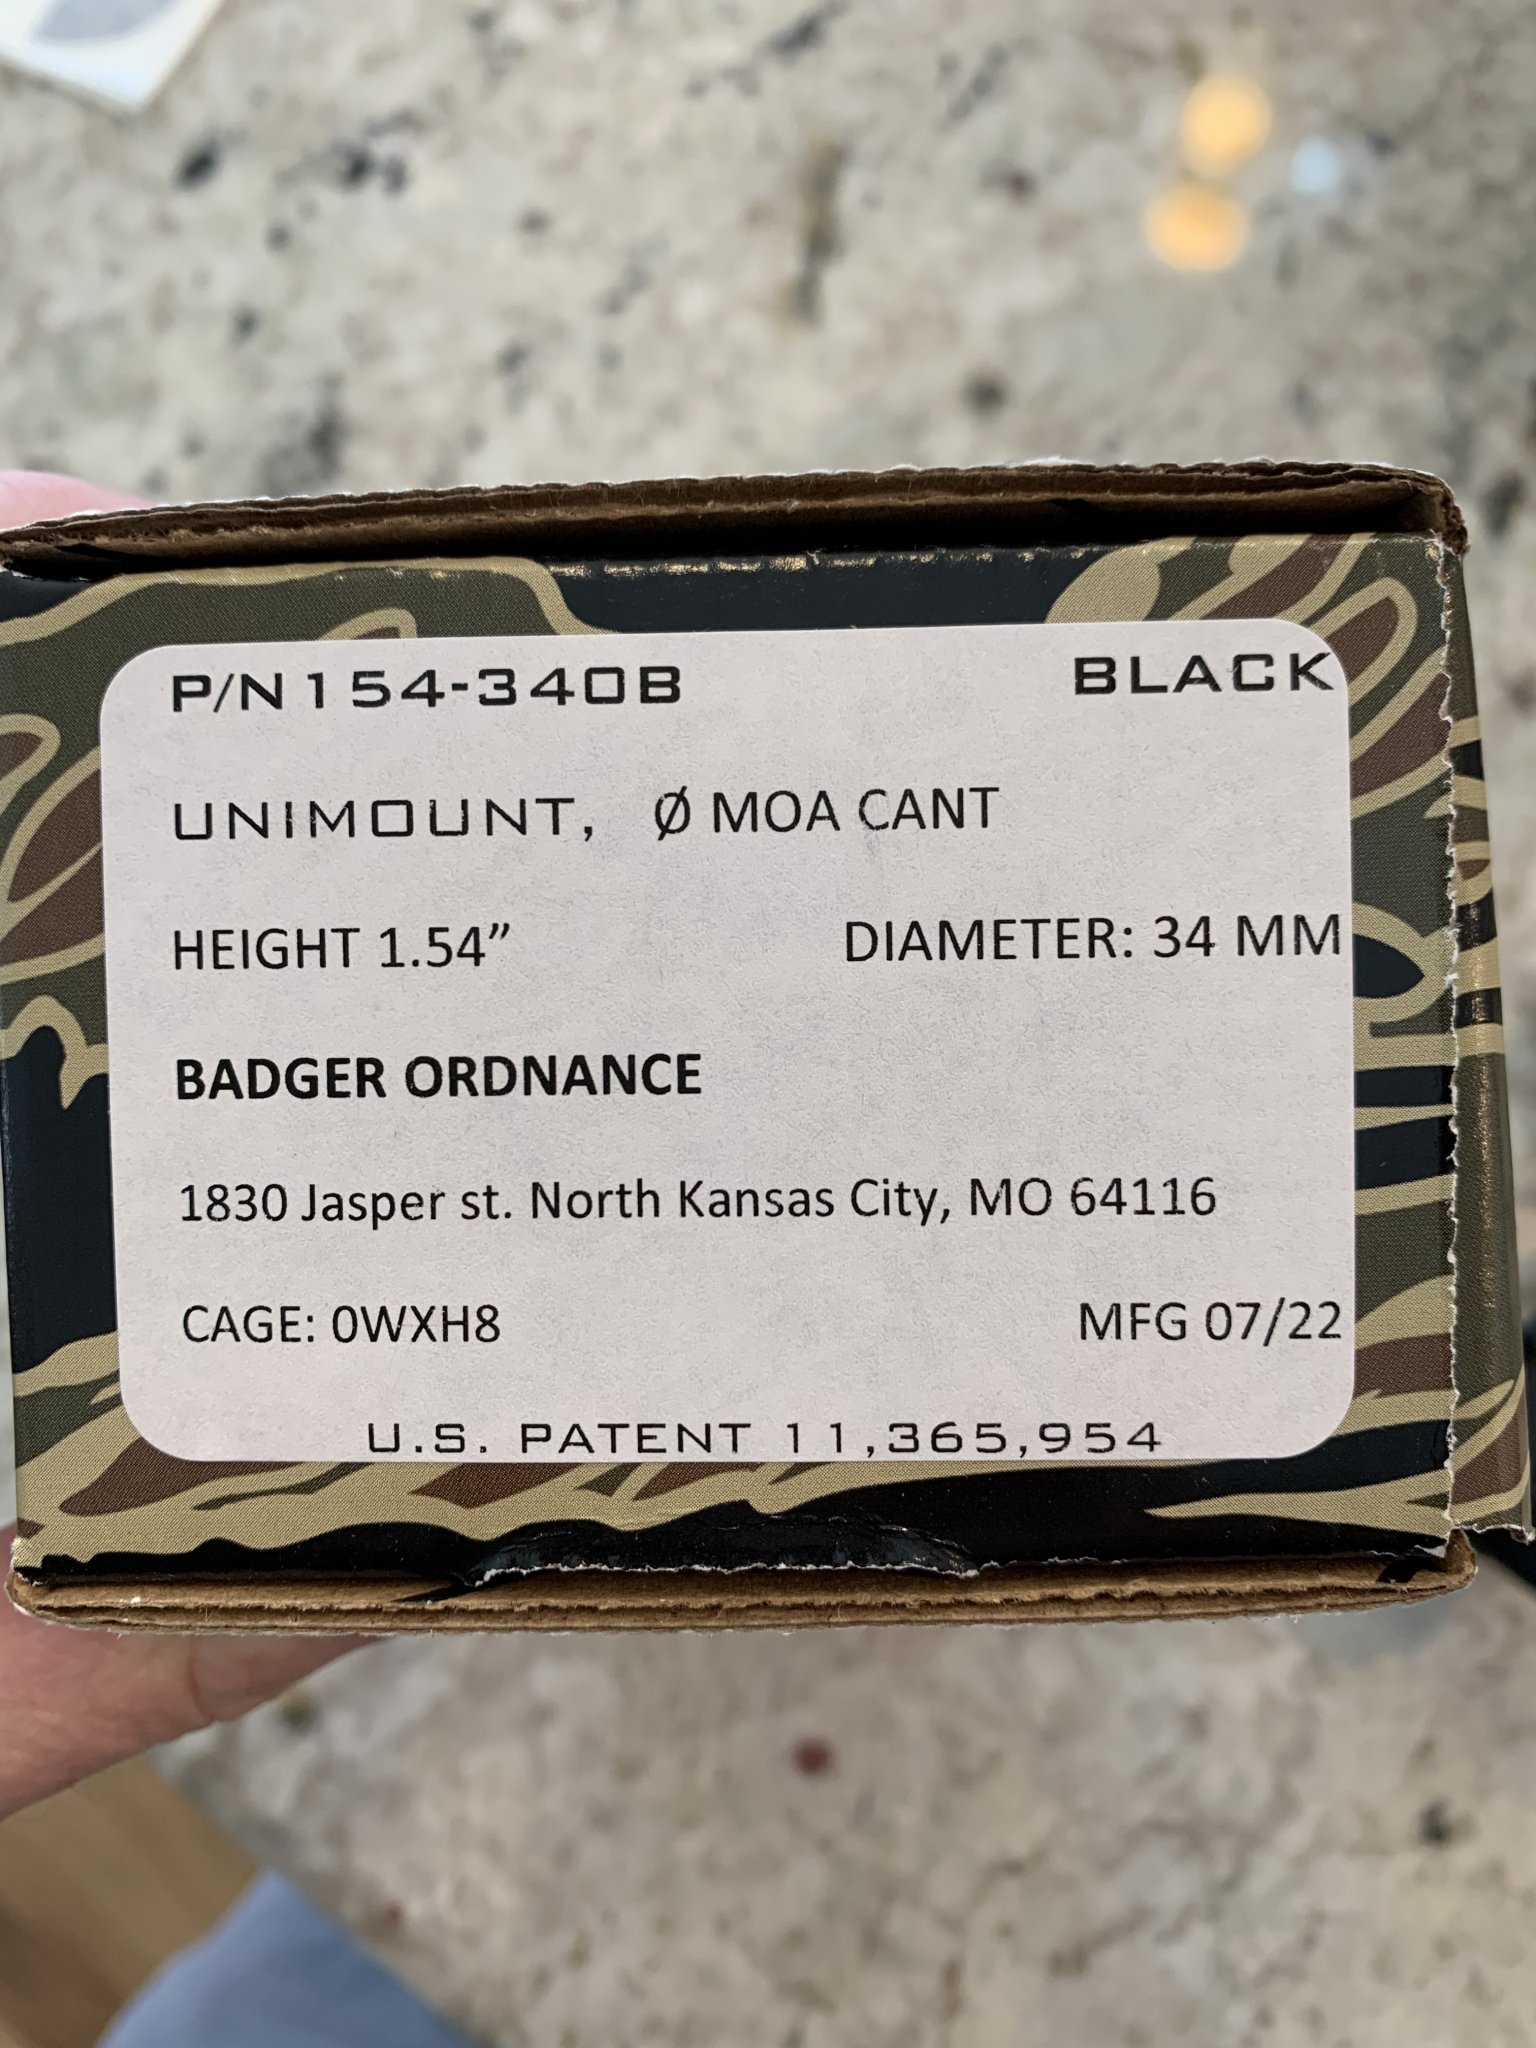 P/N 154-340B BLACK
UNIMOUNT, Ø MOA CANT
HEIGHT 1.54” DIAMETER: 34 MM
BADGER ORDNANCE
1830 Jasper st. North Kansas City, MO 64116
CAGE: 0WXH8 MFG 07/22
U.S. PATENT 11,365,954